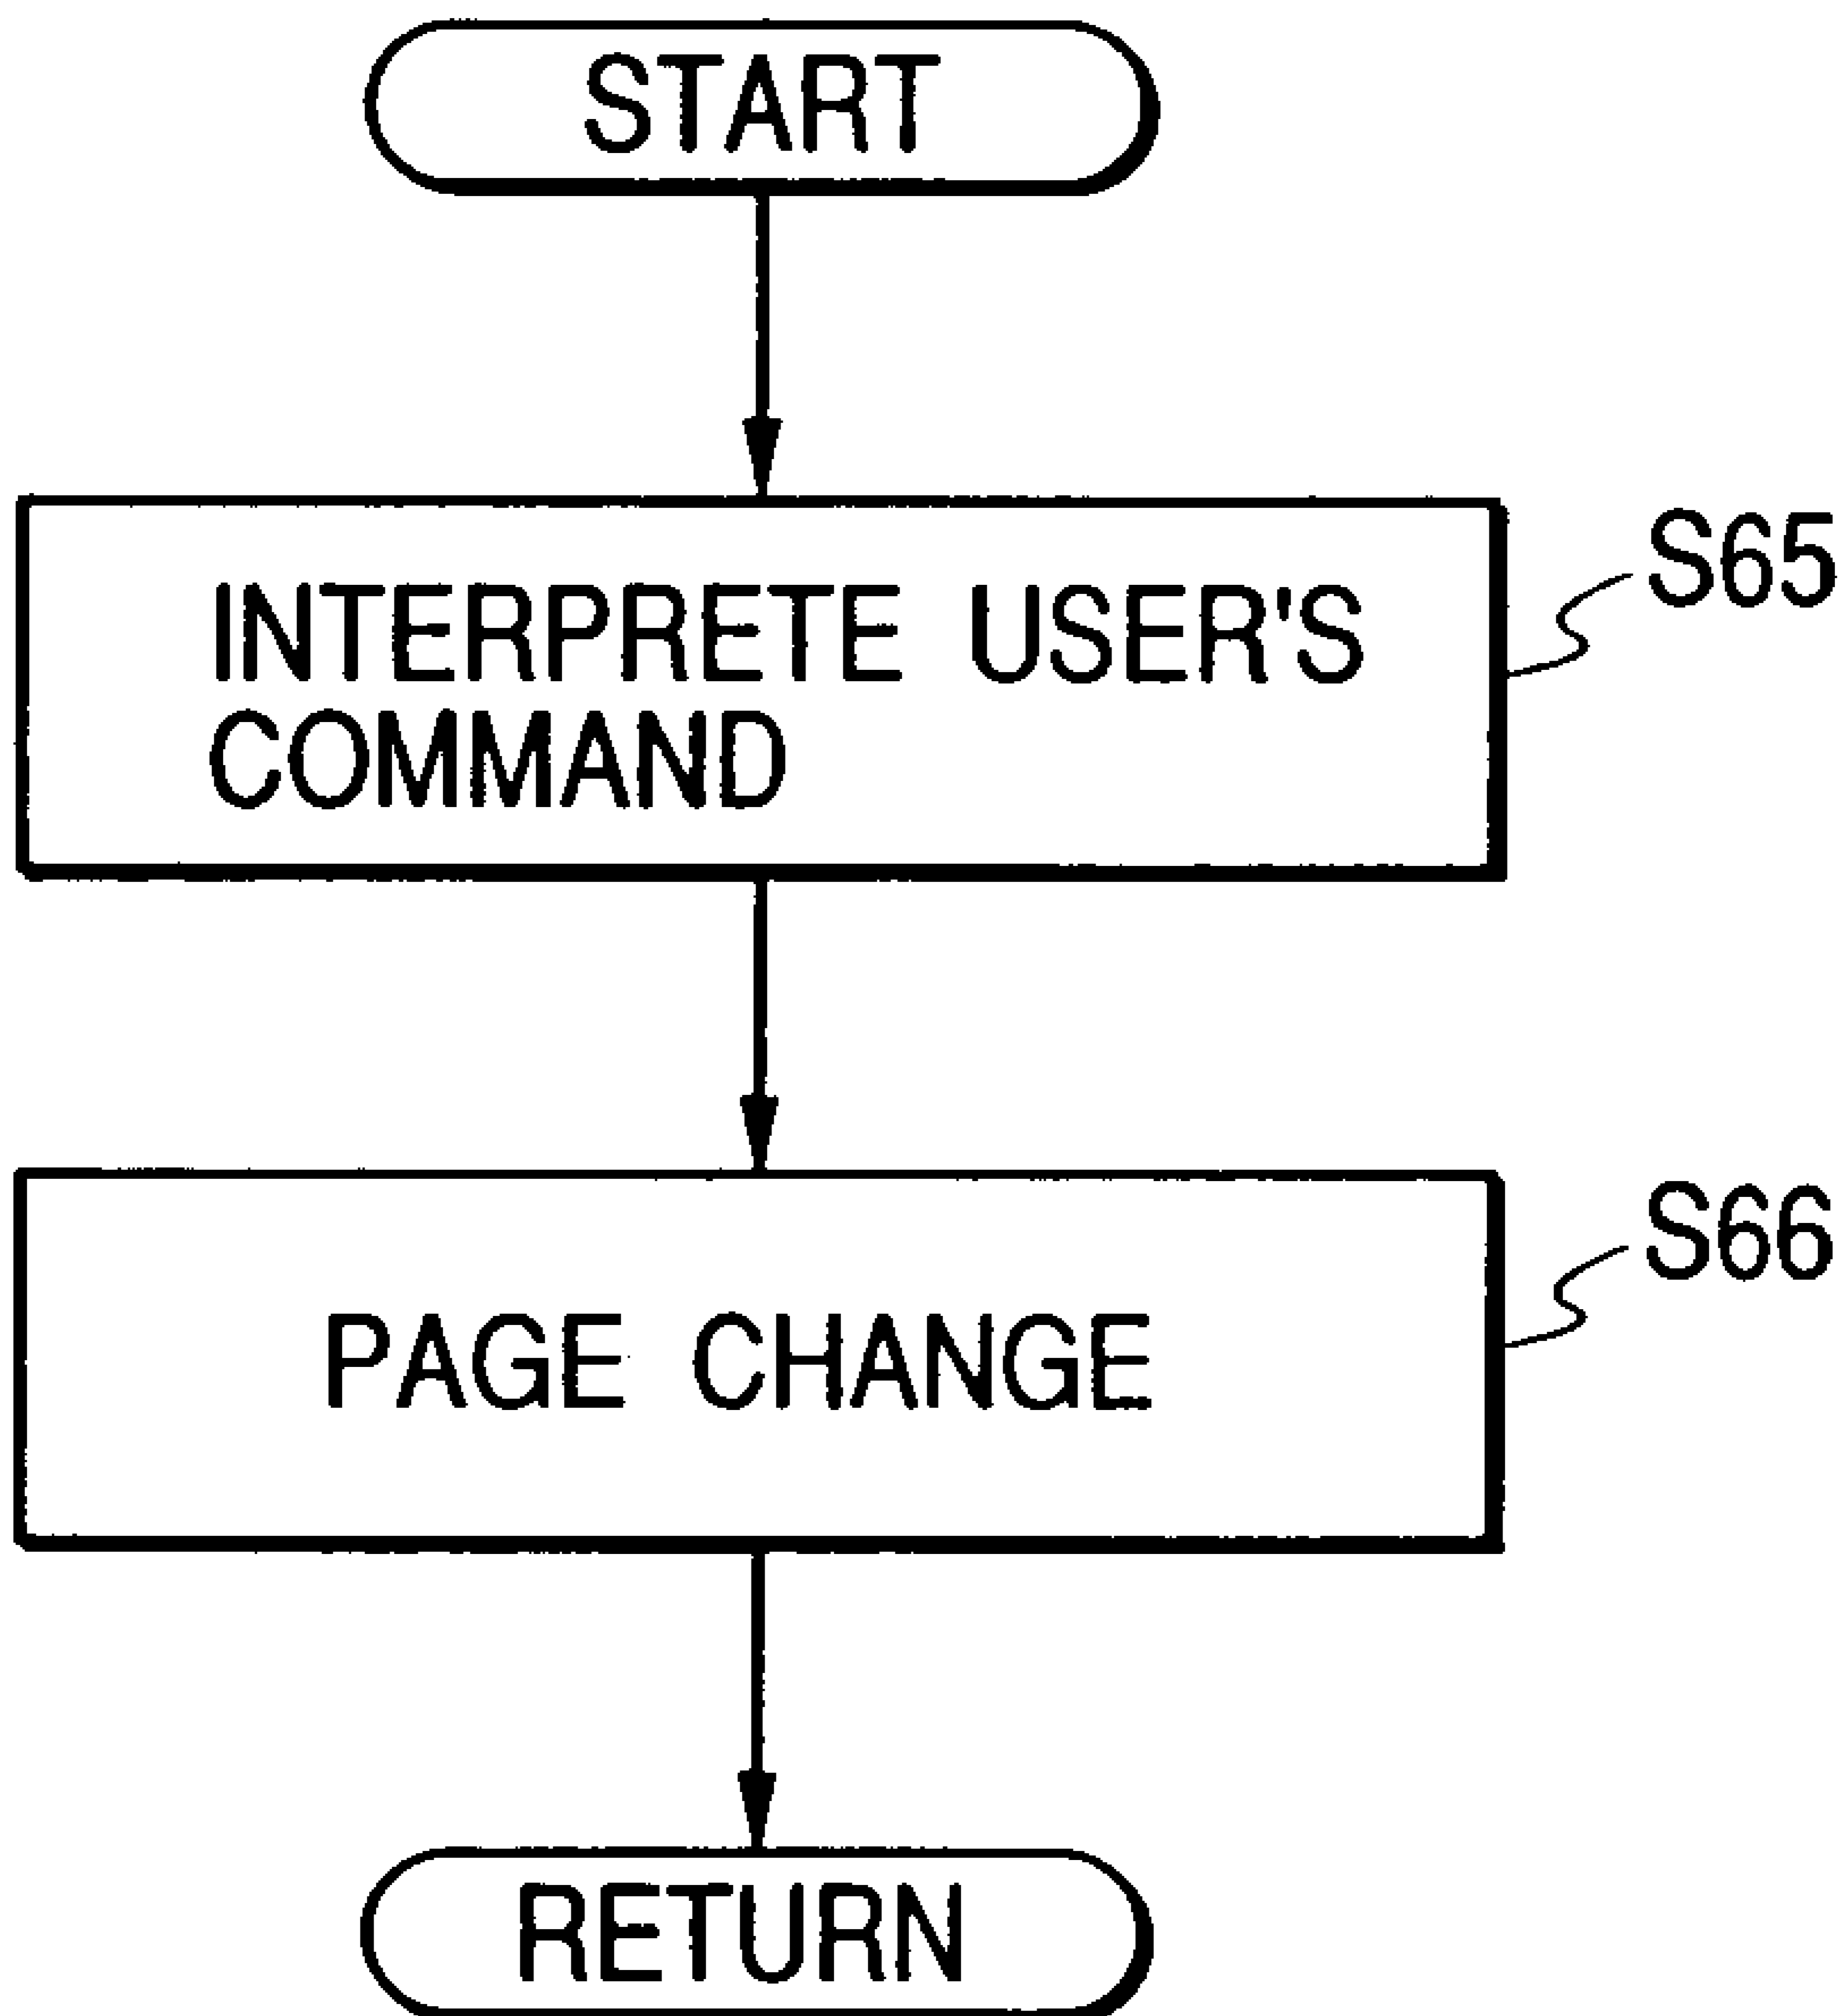 START
INTERPRETE USER'S
COMMAND
S65
PAGE CHANGE
S66
RETURN